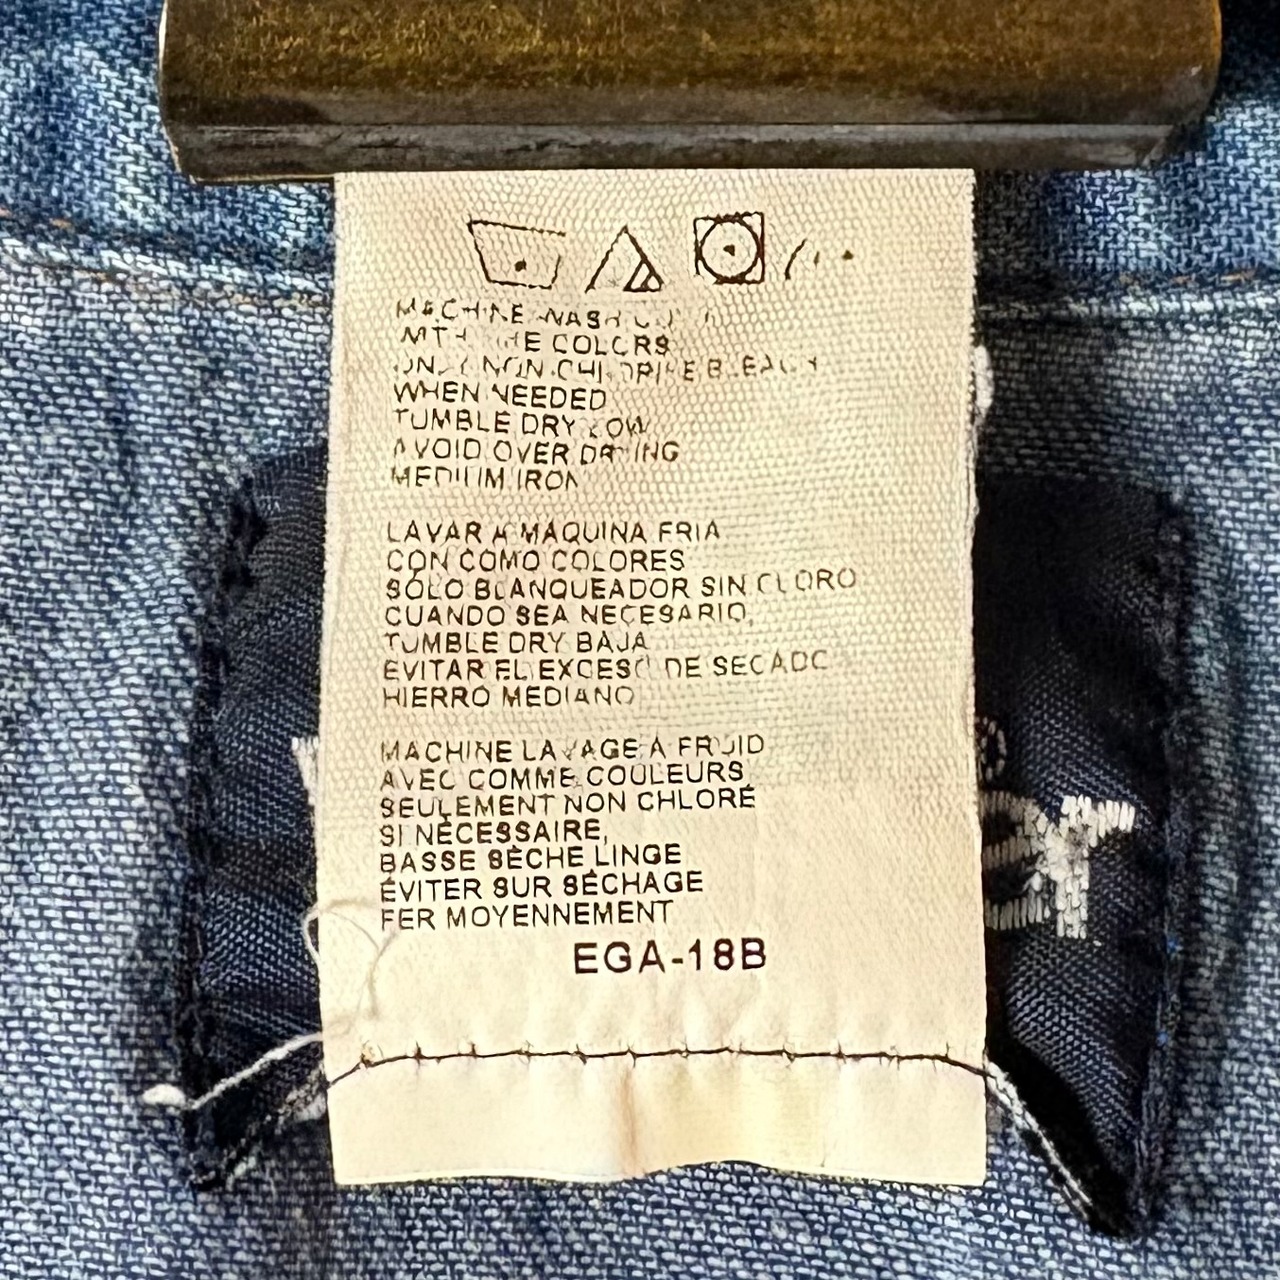 MACHINE WASH COLD
WITH LIKE COLORS
ONLY NON-CHLORINE BLEACH
WHEN NEEDED
TUMBLE DRY LOW
AVOID OVER DRYING
MEDIUM IRON
LAVAR A MAQUINA FRIA
CON COMO COLORES
SÓLO BLANQUEADOR SIN CLORO
CUANDO SEA NECESARIO,
TUMBLE DRY BAJA
EVITAR EL EXCESO DE SECADO
HIERRO MEDIANO
MACHINE LAVAGE À FROID
AVEC COMME COULEURS
SEULEMENT NON CHLORÉ
SI NÉCESSAIRE,
BASSE SÈCHE LINGE
ÉVITER SUR SÉCHAGE
FER MOYENNEMENT
EGA-18B